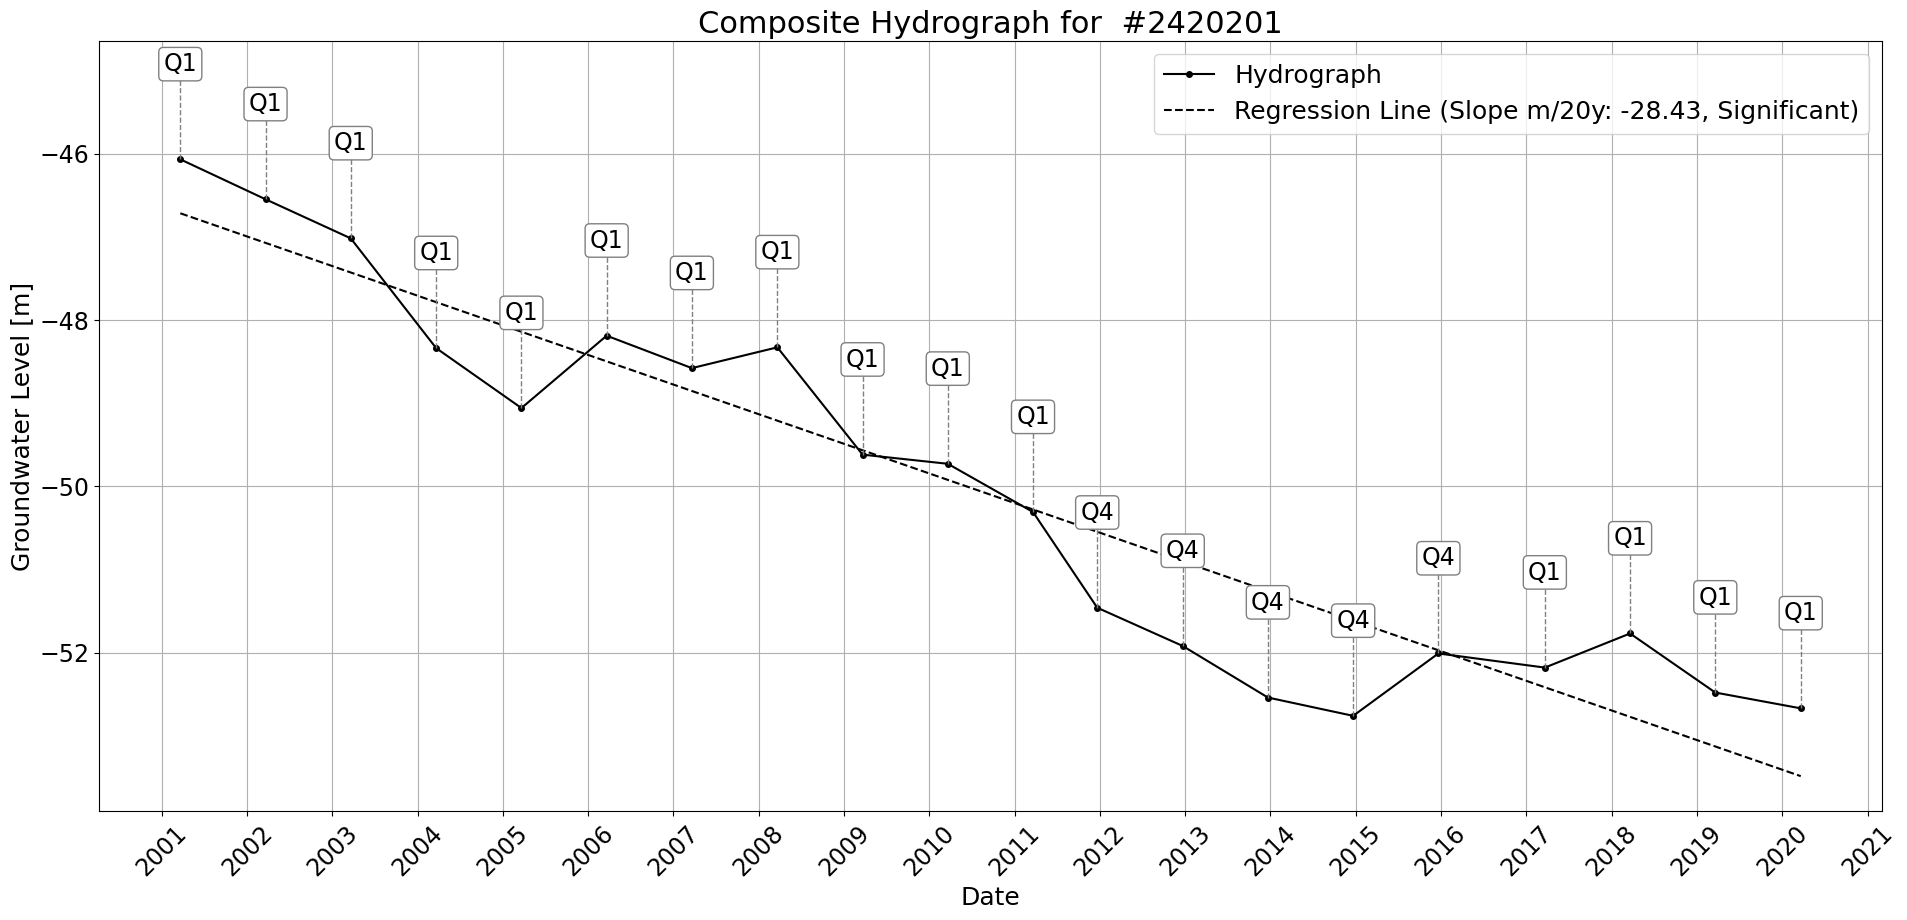 Composite Hydrograph for  #2420201
Hydrograph
Regression Line (Slope m/20y: -28.43, Significant)
Q1
Q1
Q1
Q1
Q1
Q1
Q1
Q1
Q1
Q1
Q1
Q4
Q4
Q4
Q4
Q4
Q1
Q1
Q1
Q1
Groundwater Level [m]
−46
−48
−50
−52
2001
2002
2003
2004
2005
2006
2007
2008
2009
2010
2011
2012
2013
2014
2015
2016
2017
2018
2019
2020
2021
Date